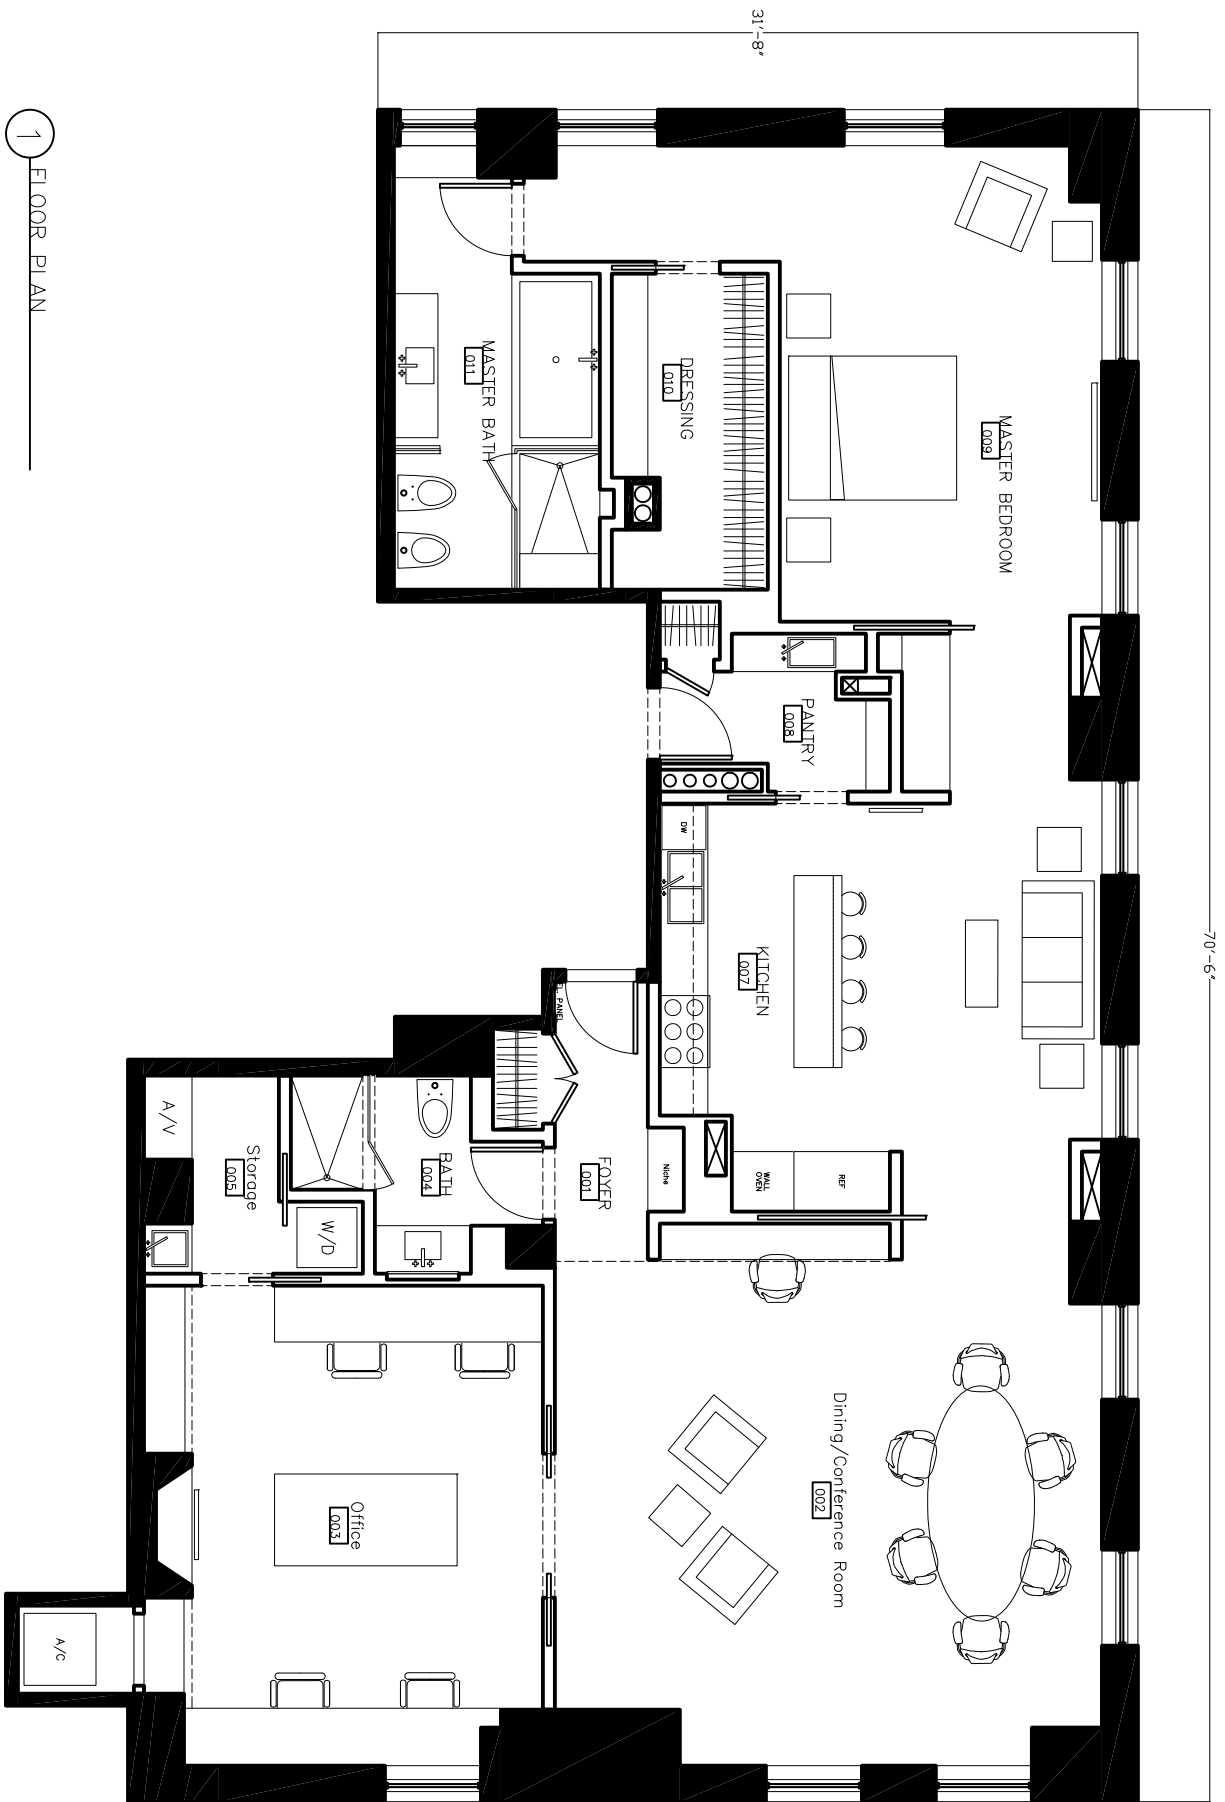 31'-8"
70'-6"
1
FLOOR PLAN
MASTER BATH
011
DRESSING
010
MASTER BEDROOM
009
PANTRY
008
DW
KITCHEN
007
PANEL
WALL
OVEN
REF
Niche
FOYER
001
BATH
004
A/V
Storage
005
W/D
Dining/Conference Room
002
Office
003
A/C